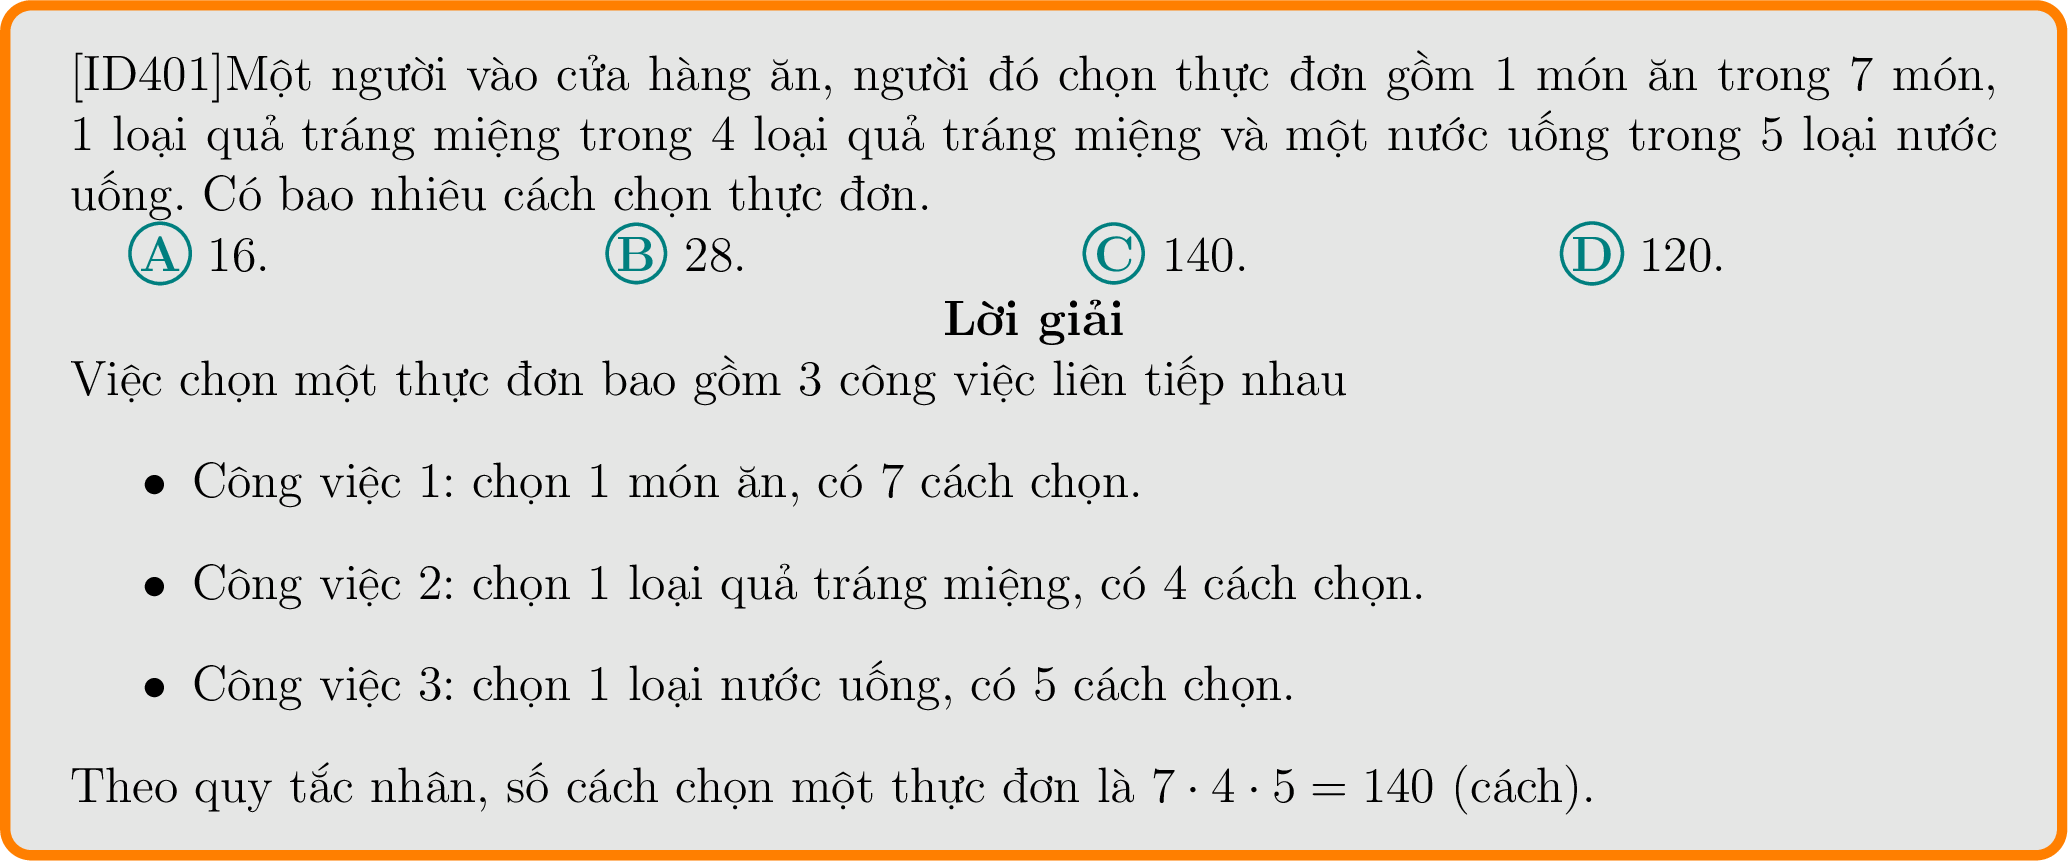 [ID401]Một người vào cửa hàng ăn, người đó chọn thực đơn gồm 1 món ăn trong 7 món,
1 loại quả tráng miệng trong 4 loại quả tráng miệng và một nước uống trong 5 loại nước
uống. Có bao nhiêu cách chọn thực đơn.
A 16. B 28. C 140. D 120.
Lời giải
Việc chọn một thực đơn bao gồm 3 công việc liên tiếp nhau
• Công việc 1: chọn 1 món ăn, có 7 cách chọn.
• Công việc 2: chọn 1 loại quả tráng miệng, có 4 cách chọn.
• Công việc 3: chọn 1 loại nước uống, có 5 cách chọn.
Theo quy tắc nhân, số cách chọn một thực đơn là 7 · 4 · 5 = 140 (cách).